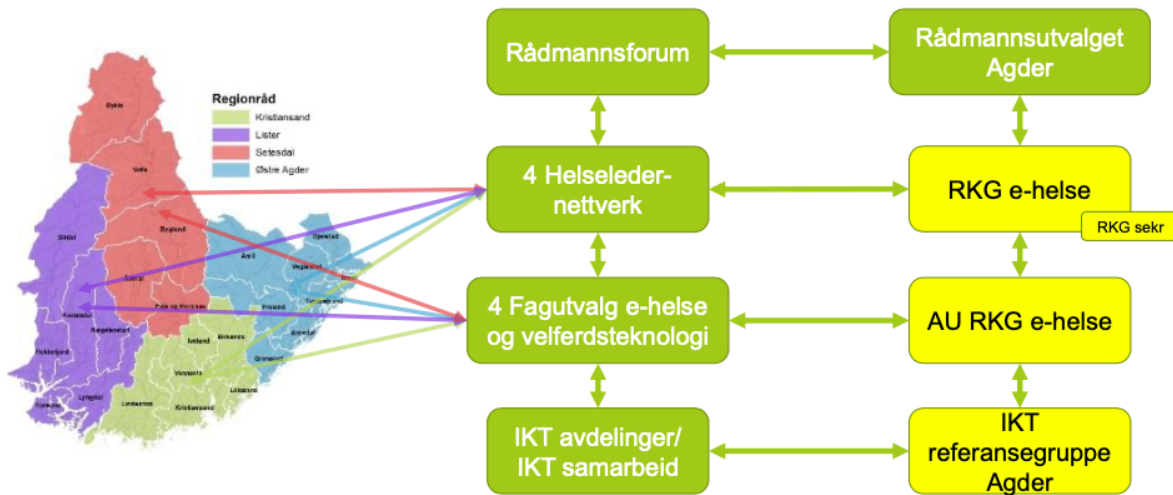 Rådmannsforum
Rådmannsutvalget
Agder
Regionråd
Kristiansand
Lister
Setesdal
Østre Agder
4 Helseleder-
nettverk
RKG e-helse
RKG sekr
4 Fagutvalg e-helse
og velferdsteknologi
AU RKG e-helse
IKT avdelinger/
IKT samarbeid
IKT
referansegruppe
Agder
Bykle
Valle
Bygland
Sirdal
Åmli
Gjerstad
Vegårshei
Froland
Evje og Hornnes
Iveland
Birkenes
Grimstad
Vennesla
Lillesand
Kristiansand
Lindesnes
Lyngdal
Hægebostad
Kvinesdal
Flekkefjord
Farsund